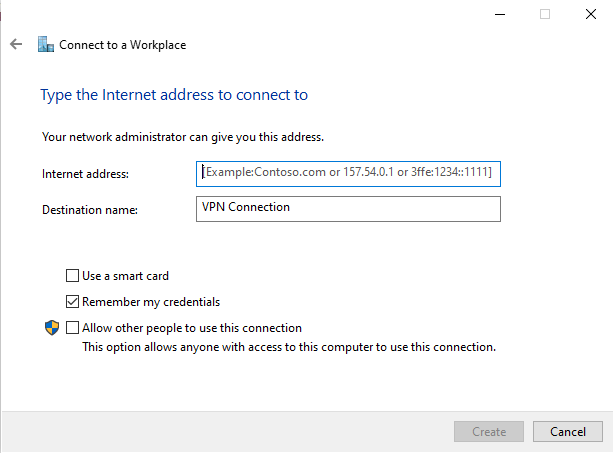 Connect to a Workplace
Type the Internet address to connect to
Your network administrator can give you this address.
Internet address:
[Example:Contoso.com or 157.54.0.1 or 3ffe:1234::1111]
Destination name:
VPN Connection
Use a smart card
Remember my credentials
Allow other people to use this connection
This option allows anyone with access to this computer to use this connection.
Create
Cancel